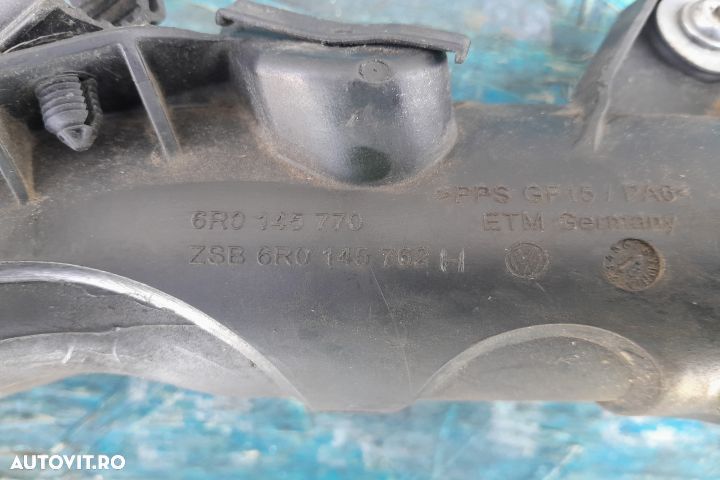 >PPS GF15 / PA6<
6R0 145 770
ETM Germany
ZSB 6R0 145 762 H
AUTOVIT.RO